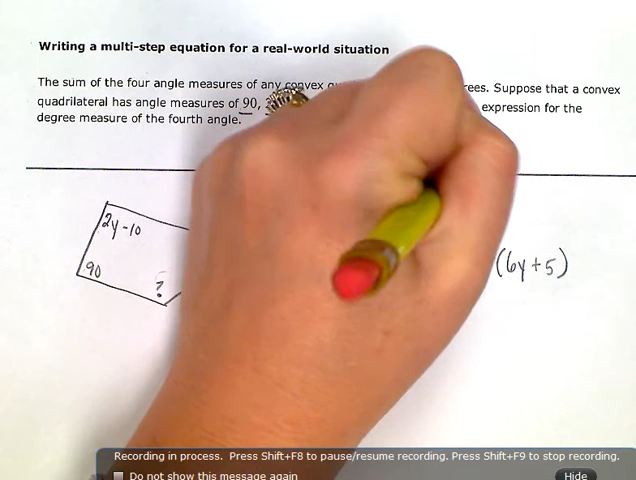 Writing a multi-step equation for a real-world situation
The sum of the four angle measures of any convex rees. Suppose that a convex
quadrilateral has angle measures of 90, expression for the
degree measure of the fourth angle.
2y-10
90
?
(6y+5)
Recording in process. Press Shift+F8 to pause/resume recording. Press Shift+F9 to stop recording.
Do not show this message again
Hide